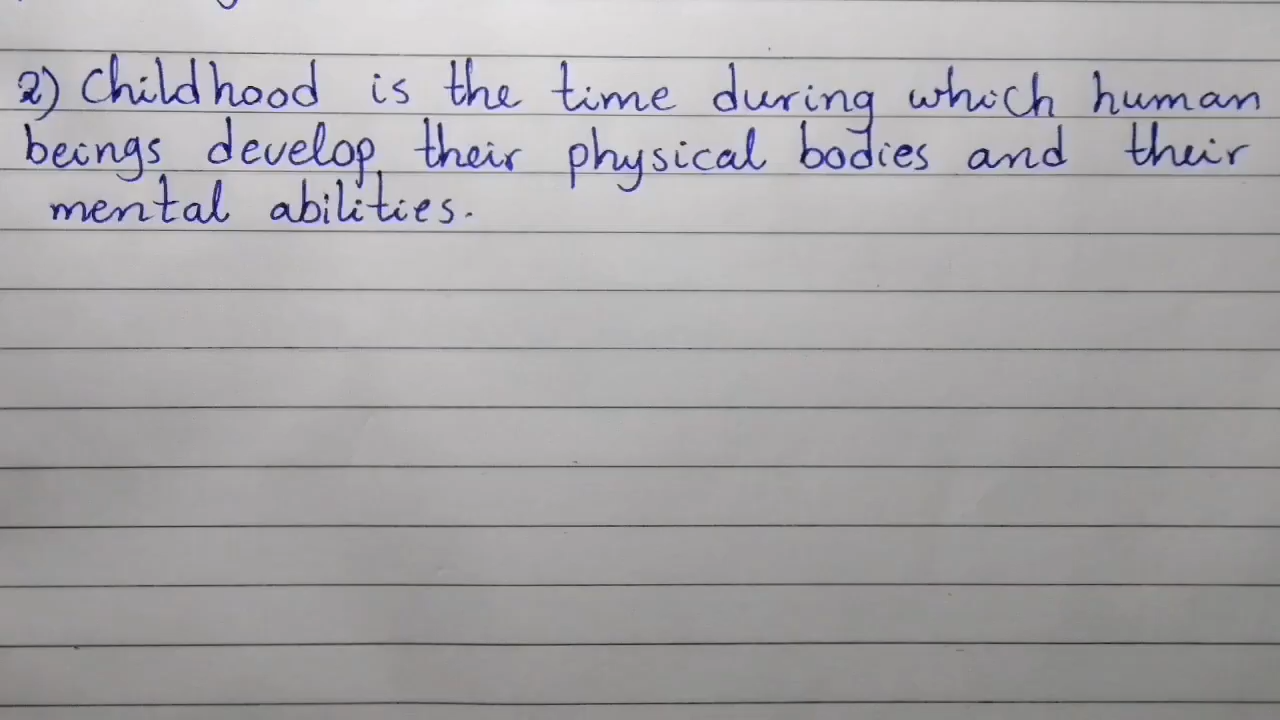 2) Childhood is the time during which human
beings develop their physical bodies and their
mental abilities.